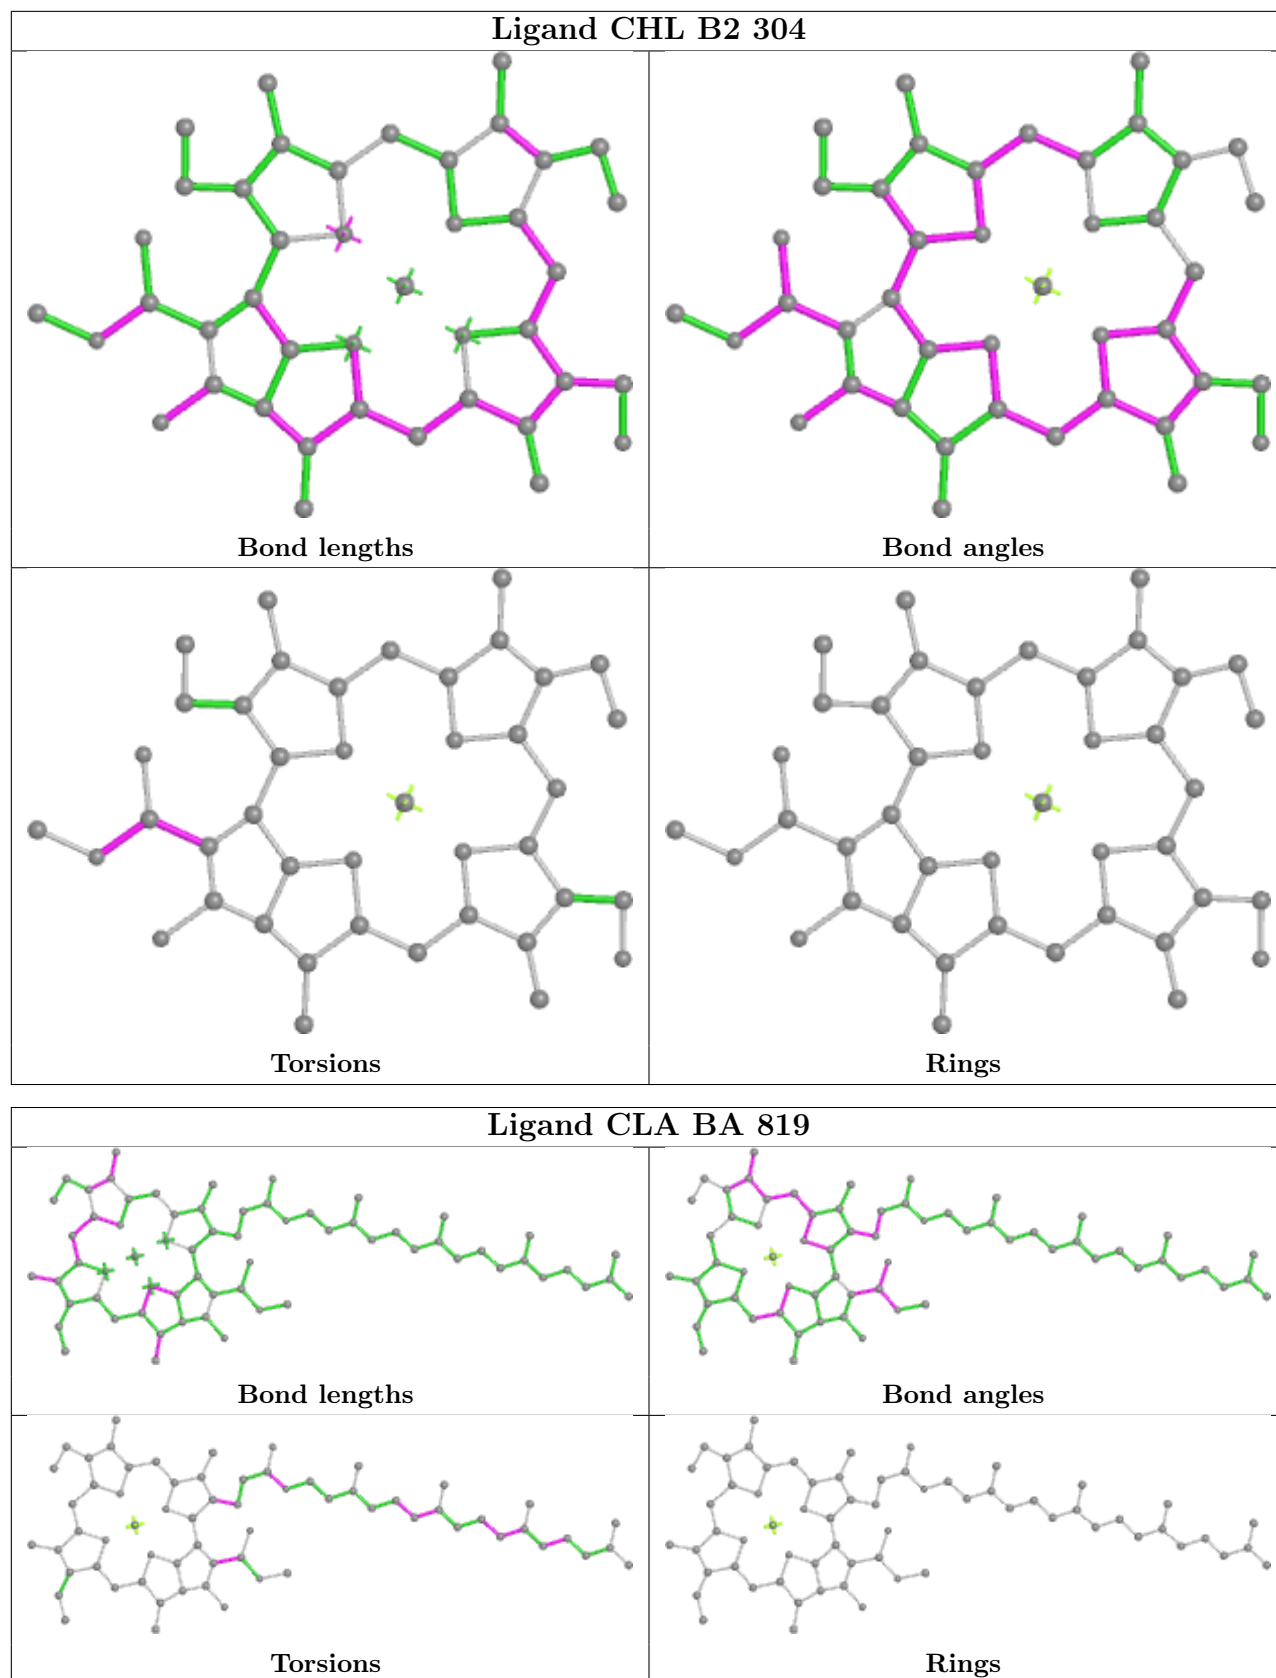 Ligand CHL B2 304
Bond lengths
Bond angles
Torsions
Rings
Ligand CLA BA 819
Bond lengths
Bond angles
Torsions
Rings